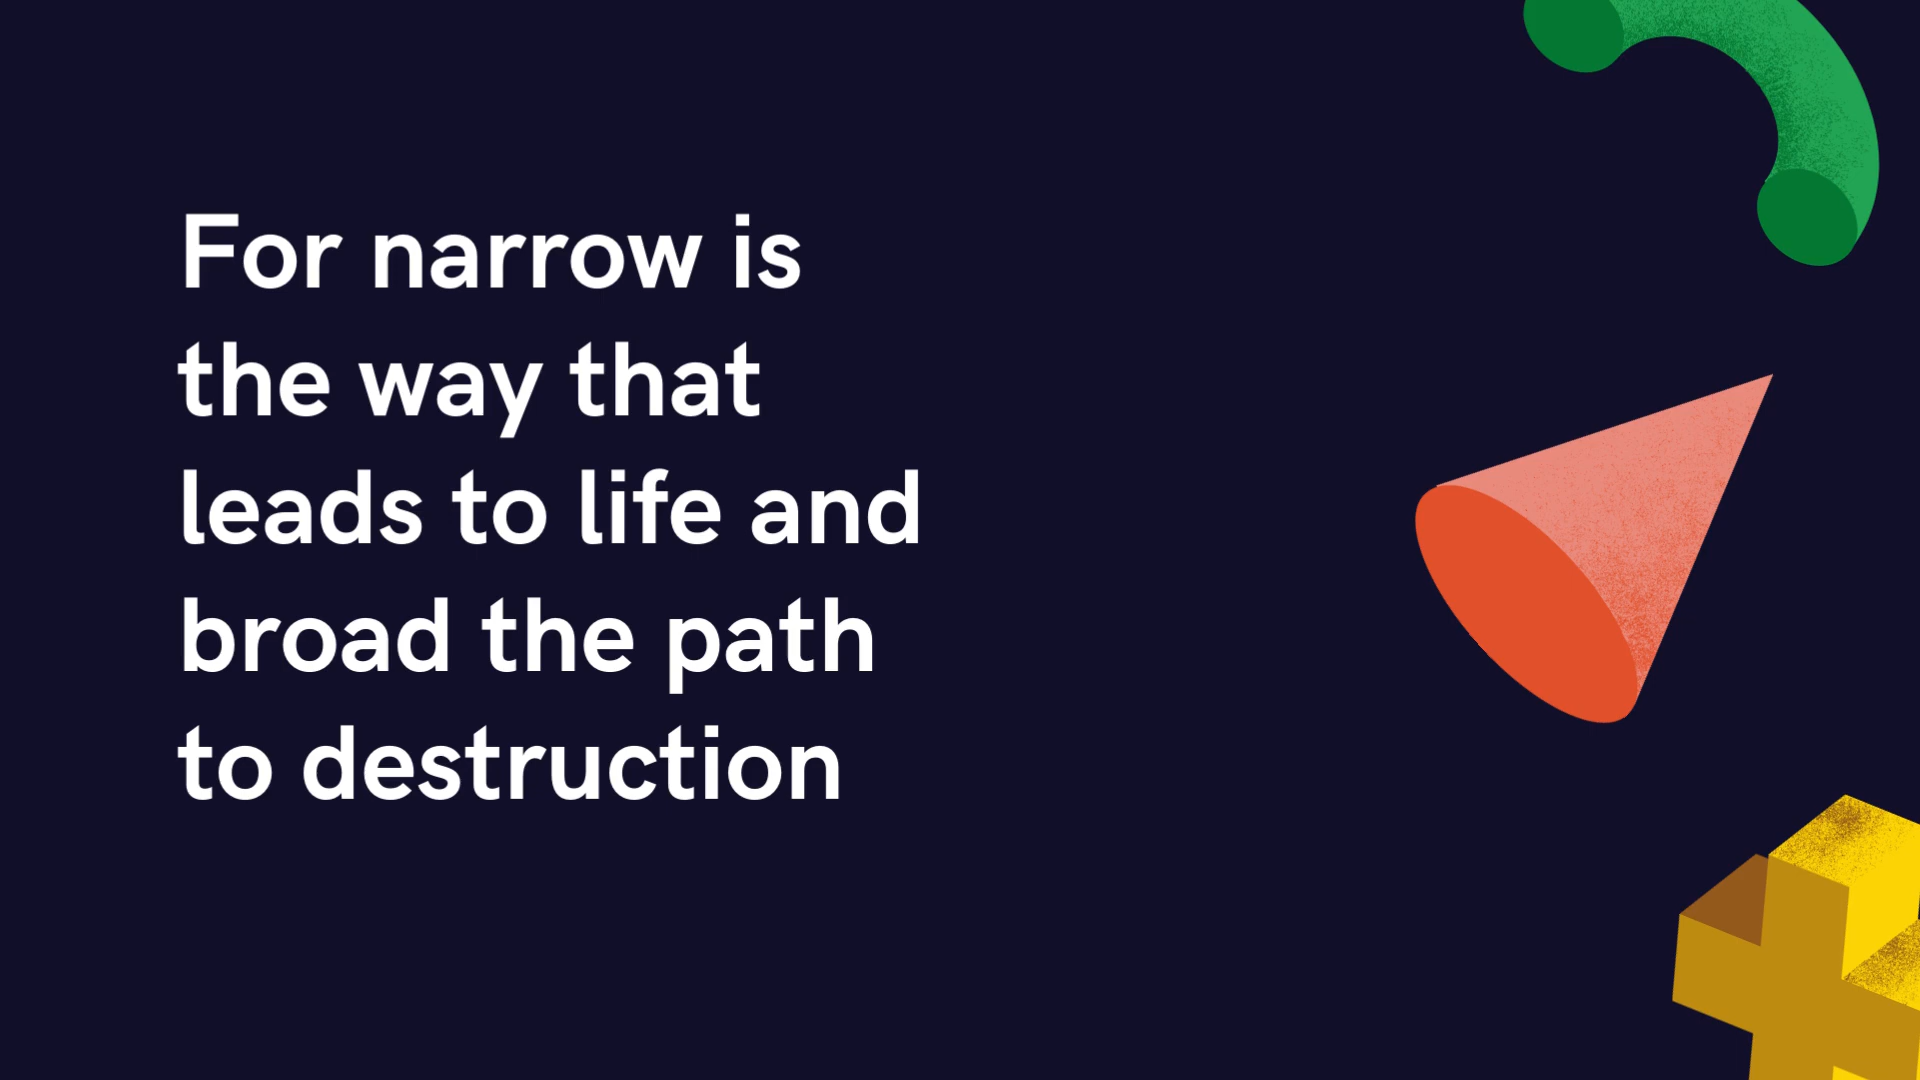 For narrow is
the way that
leads to life and
broad the path
to destruction